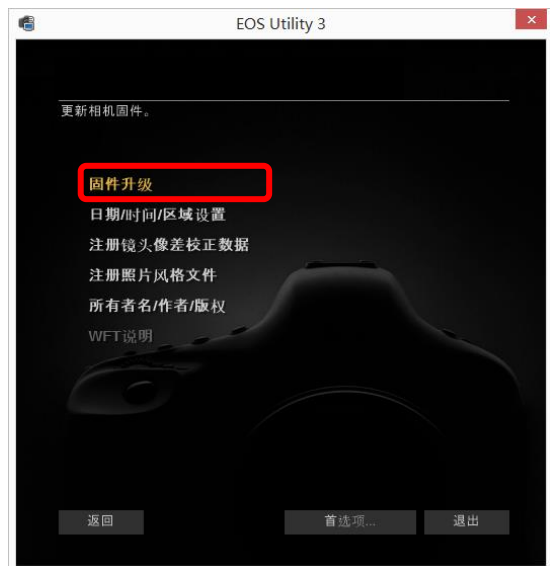 EOS Utility 3
更新相机固件。
固件升级
日期/时间/区域设置
注册镜头像差校正数据
注册照片风格文件
所有者名/作者/版权
WFT说明
返回 首选项... 退出